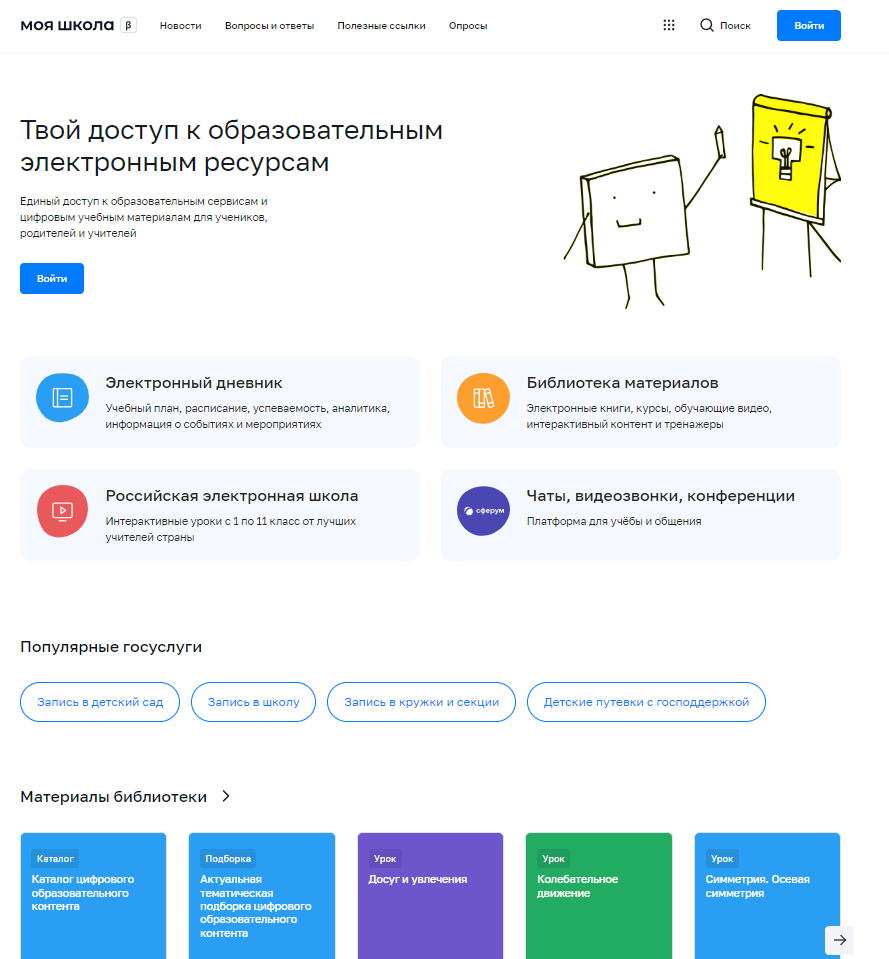 моя школа β Новости Вопросы и ответы Полезные ссылки Опросы Поиск Войти
Твой доступ к образовательным
электронным ресурсам
Единый доступ к образовательным сервисам и
цифровым учебным материалам для учеников,
родителей и учителей
Войти
Электронный дневник
Учебный план, расписание, успеваемость, аналитика,
информация о событиях и мероприятиях
Библиотека материалов
Электронные книги, курсы, обучающие видео,
интерактивный контент и тренажеры
Российская электронная школа
Интерактивные уроки с 1 по 11 класс от лучших
учителей страны
сферум
Чаты, видеозвонки, конференции
Платформа для учёбы и общения
Популярные госуслуги
Запись в детский сад
Запись в школу
Запись в кружки и секции
Детские путевки с господдержкой
Материалы библиотеки
Каталог
Каталог цифрового
образовательного
контента
Подборка
Актуальная
тематическая
подборка цифрового
образовательного
контента
Урок
Досуг и увлечения
Урок
Колебательное
движение
Урок
Симметрия. Осевая
симметрия